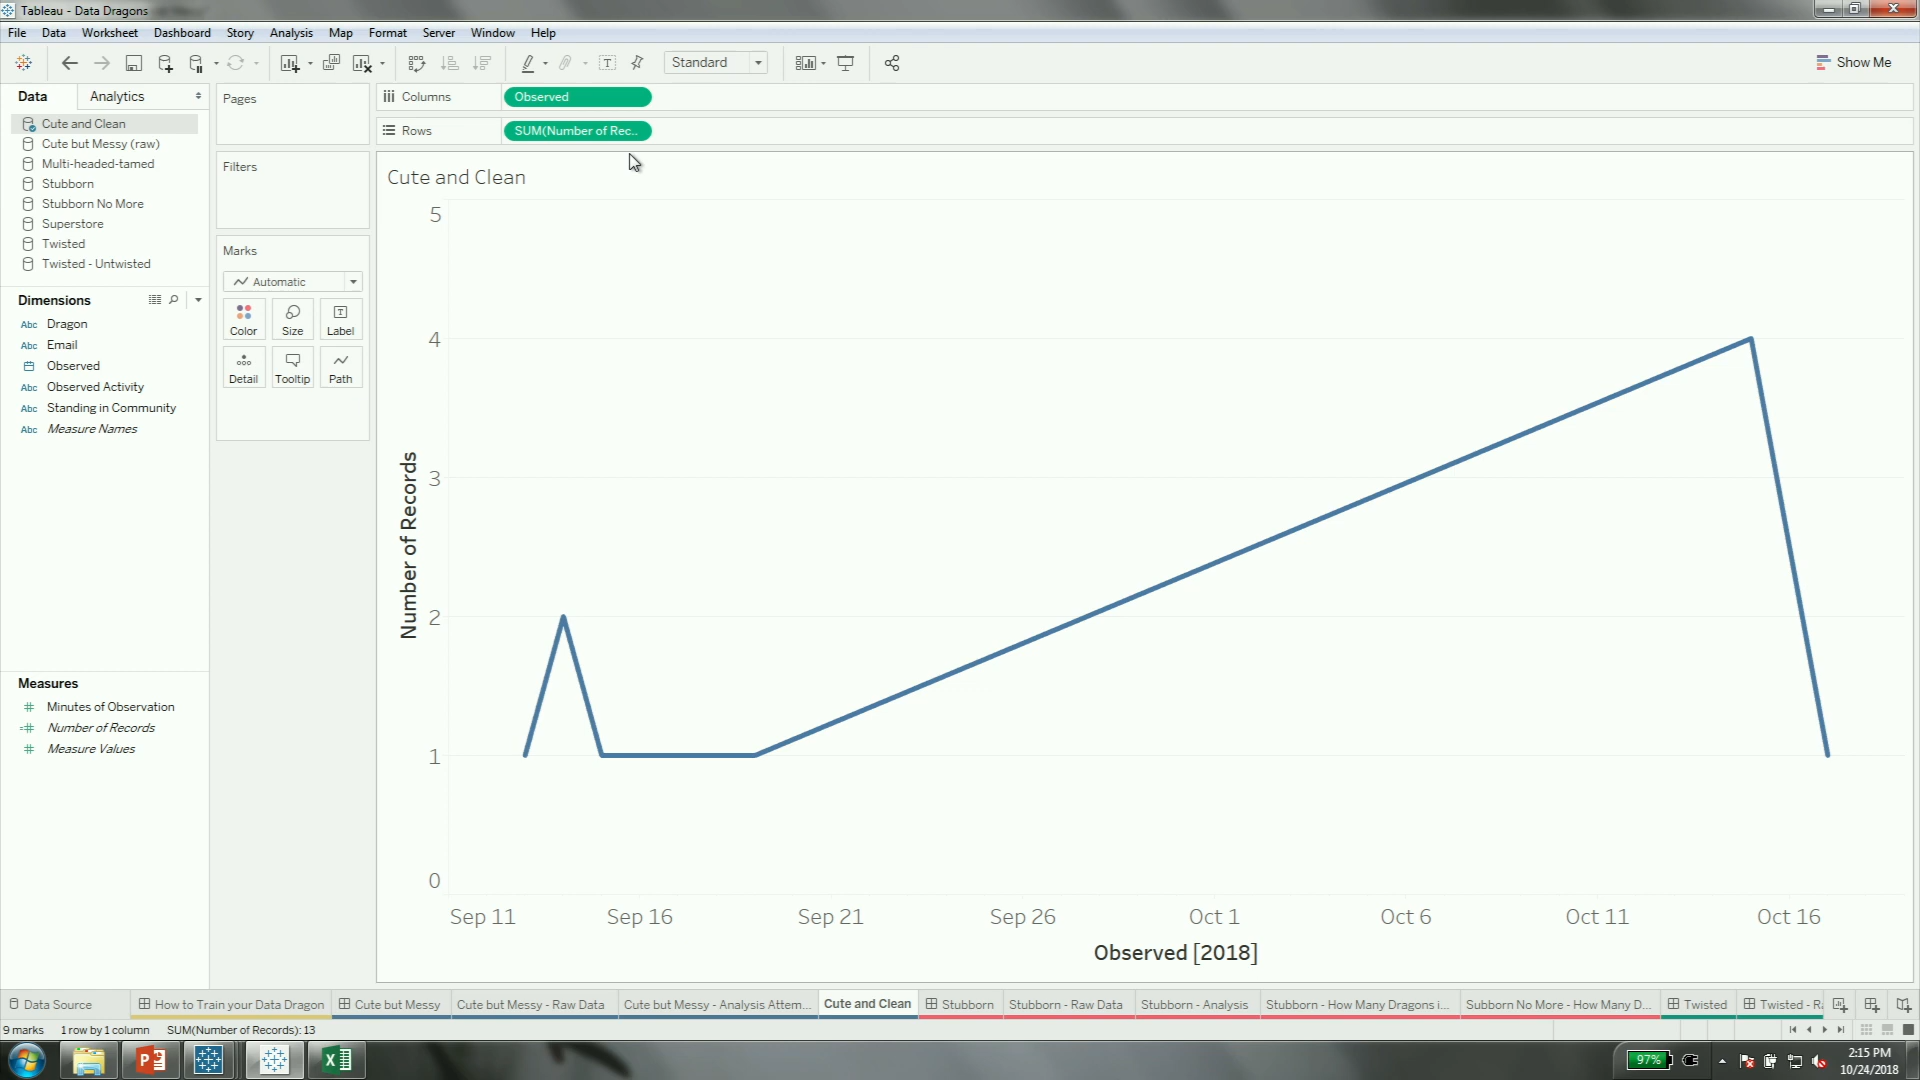 Tableau - Data Dragons
File Data Worksheet Dashboard Story Analysis Map Format Server Window Help
Standard
Show Me
Data Analytics
Cute and Clean
Cute but Messy (raw)
Multi-headed-tamed
Stubborn
Stubborn No More
Superstore
Twisted
Twisted - Untwisted
Dimensions
Abc Dragon
Abc Email
Observed
Abc Observed Activity
Abc Standing in Community
Abc Measure Names
Measures
# Minutes of Observation
=# Number of Records
# Measure Values
Pages
Filters
Marks
Automatic
Color Size Label
Detail Tooltip Path
Columns Observed
Rows SUM(Number of Rec..
Cute and Clean
5
4
3
2
1
0
Number of Records
Sep 11 Sep 16 Sep 21 Sep 26 Oct 1 Oct 6 Oct 11 Oct 16
Observed [2018]
Data Source How to Train your Data Dragon Cute but Messy Cute but Messy - Raw Data Cute but Messy - Analysis Attem... Cute and Clean Stubborn Stubborn - Raw Data Stubborn - Analysis Stubborn - How Many Dragons i... Subborn No More - How Many D... Twisted Twisted - Ra
9 marks 1 row by 1 column SUM(Number of Records): 13
97%
2:15 PM
10/24/2018